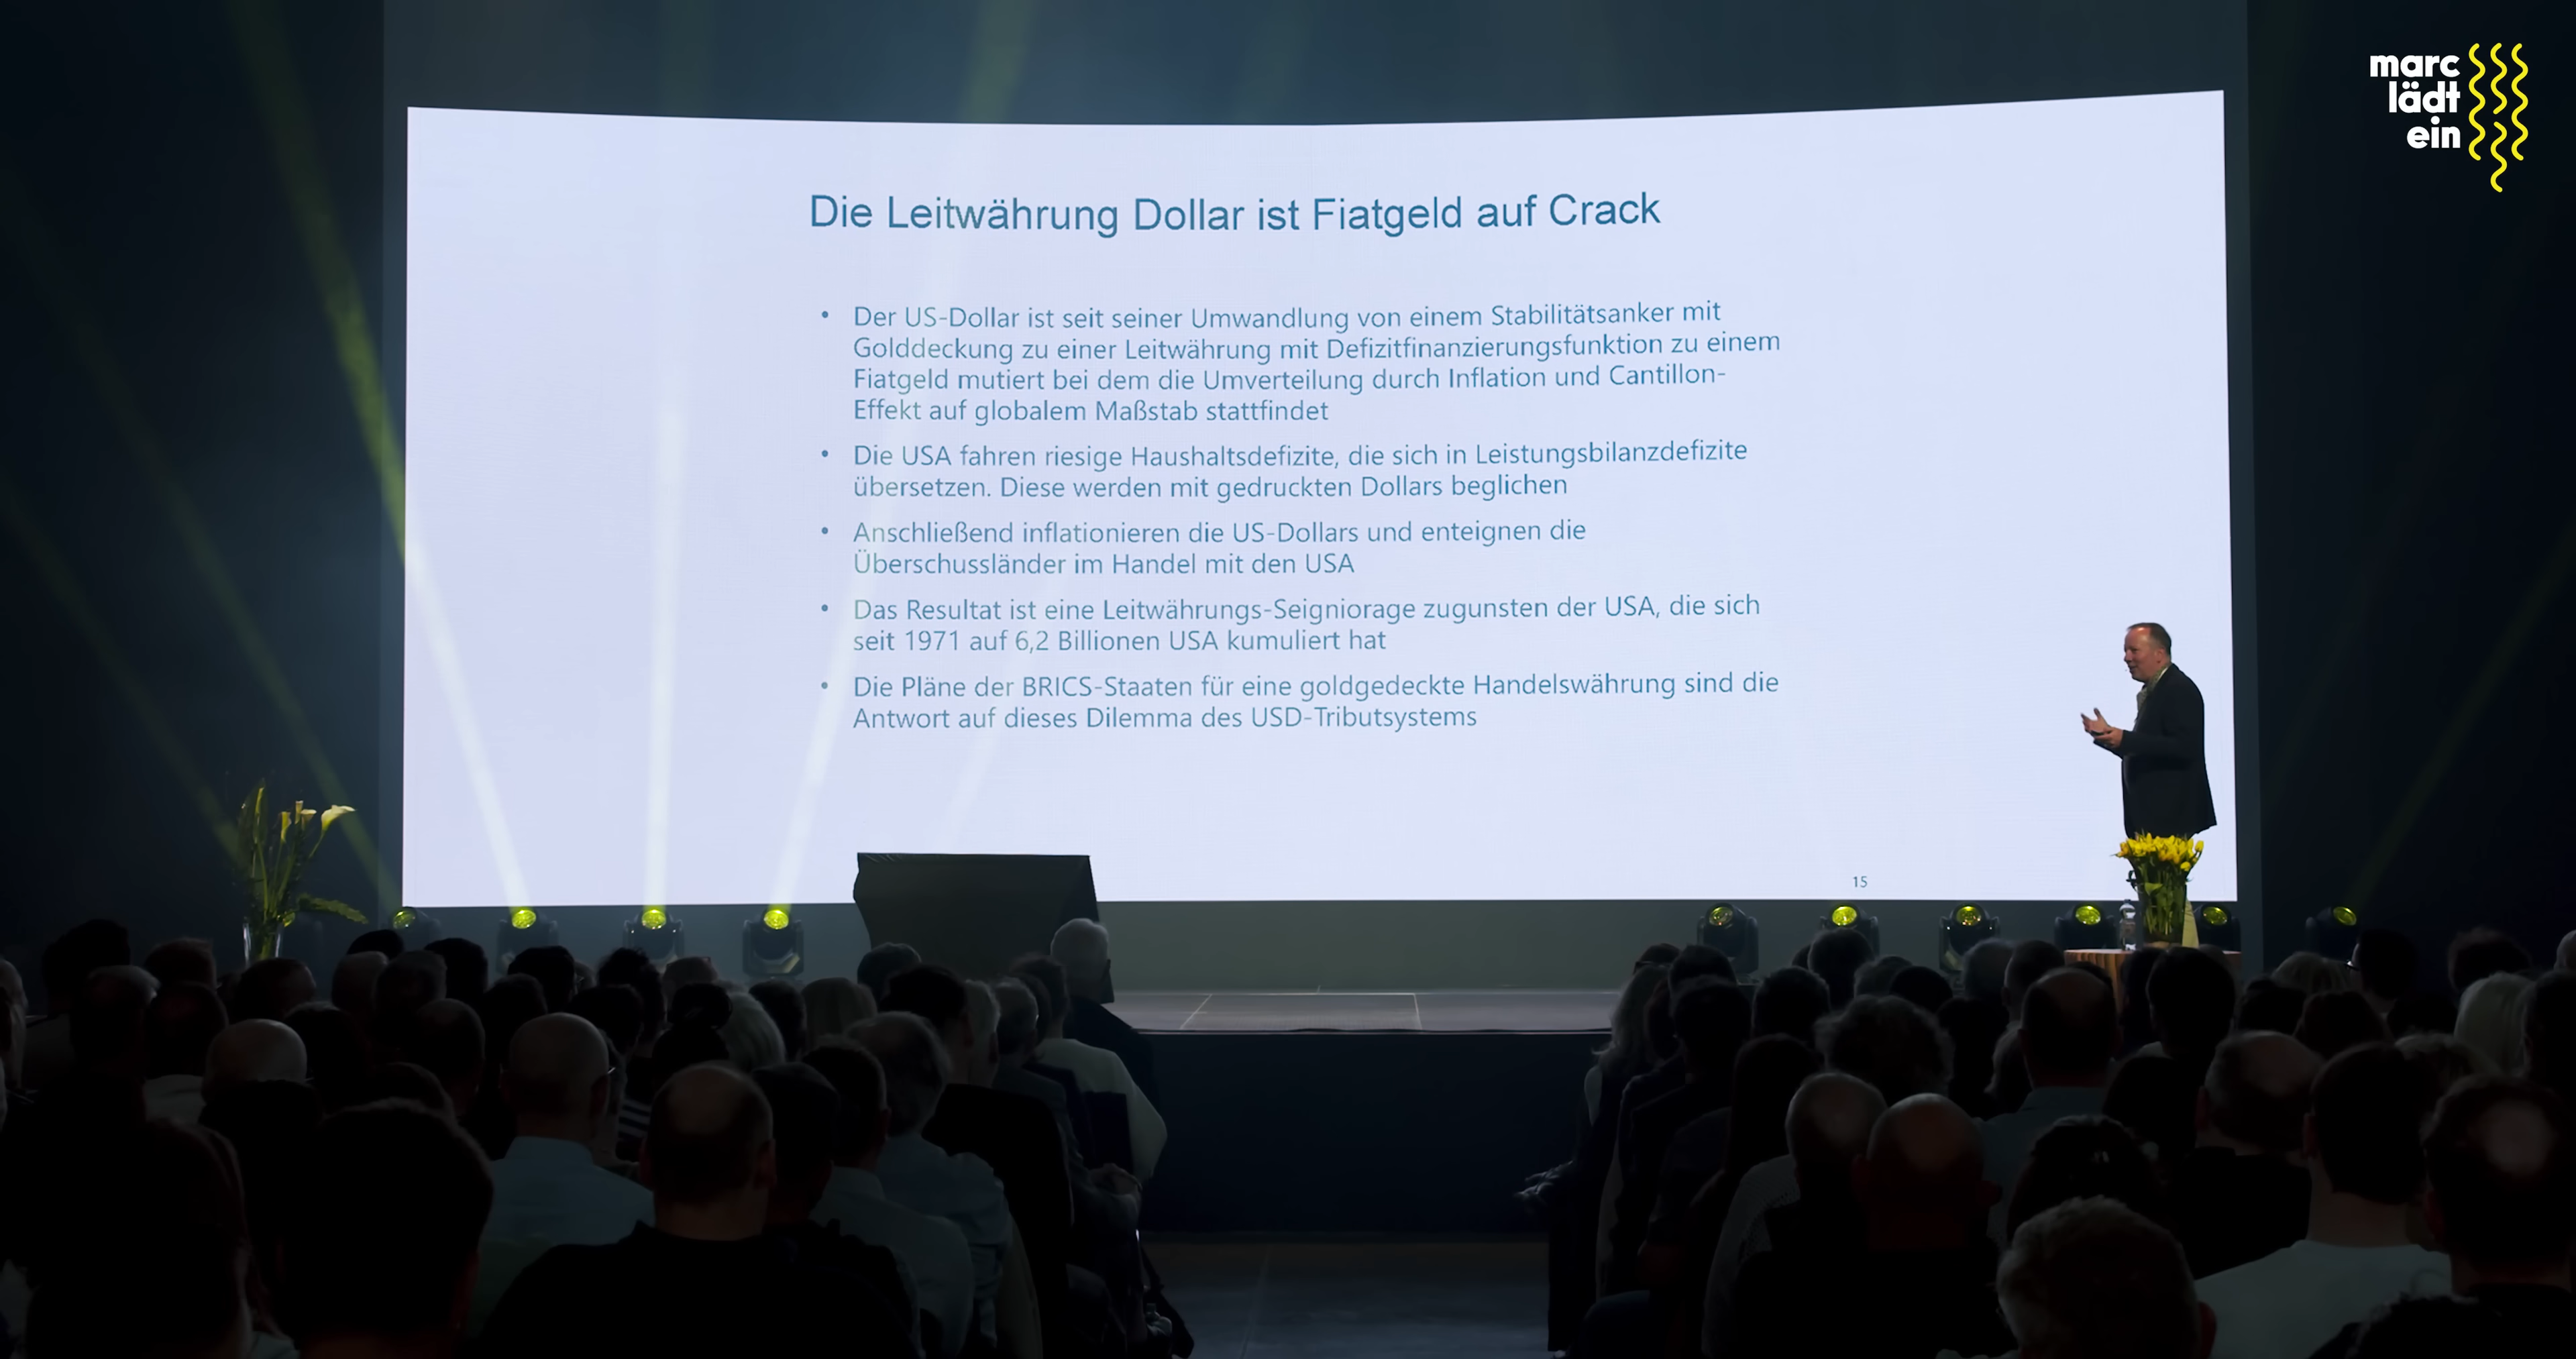 marc
lädt
ein
Die Leitwährung Dollar ist Fiatgeld auf Crack
• Der US-Dollar ist seit seiner Umwandlung von einem Stabilitätsanker mit
Golddeckung zu einer Leitwährung mit Defizitfinanzierungsfunktion zu einem
Fiatgeld mutiert bei dem die Umverteilung durch Inflation und Cantillon-
Effekt auf globalem Maßstab stattfindet
• Die USA fahren riesige Haushaltsdefizite, die sich in Leistungsbilanzdefizite
übersetzen. Diese werden mit gedruckten Dollars beglichen
• Anschließend inflationieren die US-Dollars und enteignen die
Überschussländer im Handel mit den USA
• Das Resultat ist eine Leitwährungs-Seigniorage zugunsten der USA, die sich
seit 1971 auf 6,2 Billionen USA kumuliert hat
• Die Pläne der BRICS-Staaten für eine goldgedeckte Handelswährung sind die
Antwort auf dieses Dilemma des USD-Tributsystems
15